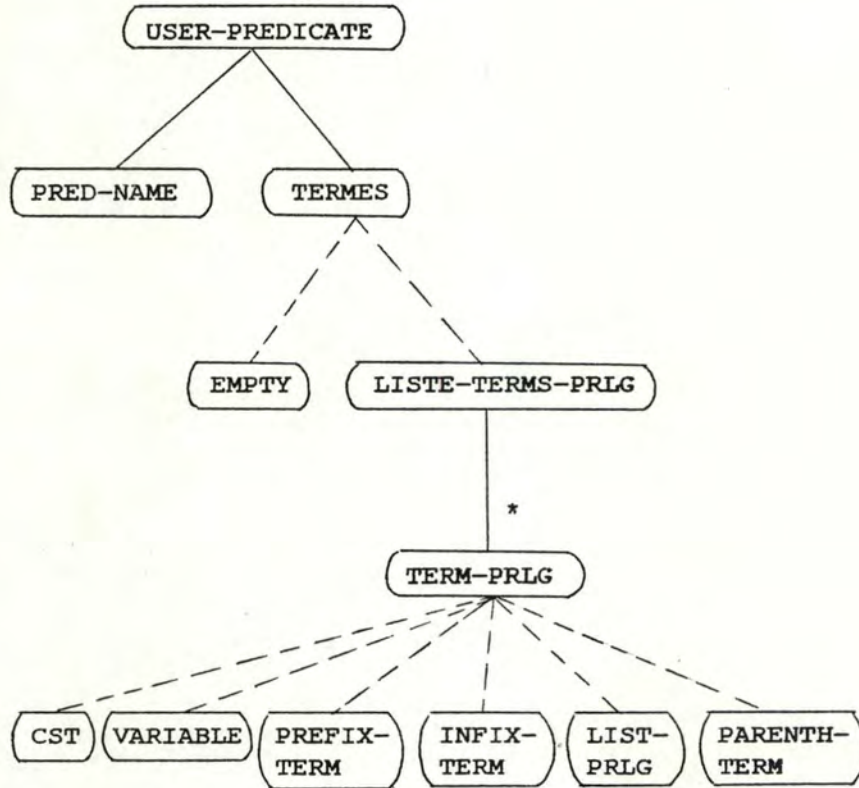 USER-PREDICATE
PRED-NAME
TERMES
EMPTY
LISTE-TERMS-PRLG
*
TERM-PRLG
CST
VARIABLE
PREFIX-
TERM
INFIX-
TERM
LIST-
PRLG
PARENTH-
TERM